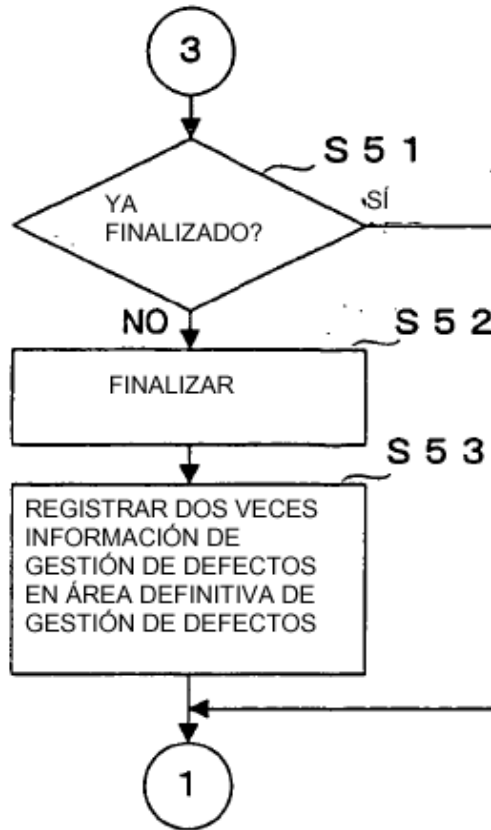 3
S 5 1
YA
FINALIZADO?
SÍ
NO
S 5 2
FINALIZAR
S 5 3
REGISTRAR DOS VECES
INFORMACIÓN DE
GESTIÓN DE DEFECTOS
EN ÁREA DEFINITIVA DE
GESTIÓN DE DEFECTOS
1